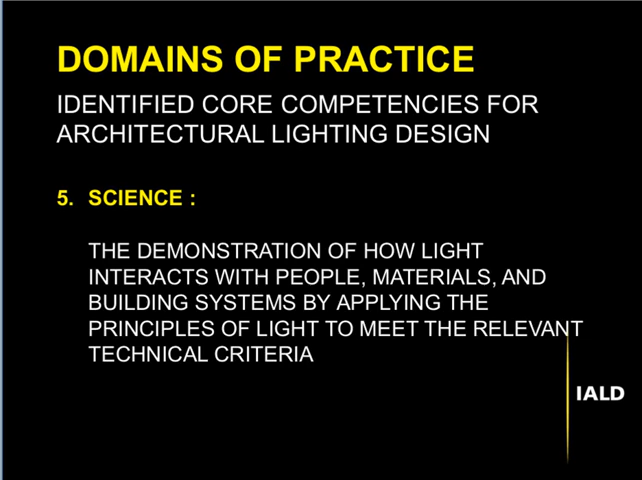 DOMAINS OF PRACTICE
IDENTIFIED CORE COMPETENCIES FOR
ARCHITECTURAL LIGHTING DESIGN
5. SCIENCE :
THE DEMONSTRATION OF HOW LIGHT
INTERACTS WITH PEOPLE, MATERIALS, AND
BUILDING SYSTEMS BY APPLYING THE
PRINCIPLES OF LIGHT TO MEET THE RELEVANT
TECHNICAL CRITERIA
IALD